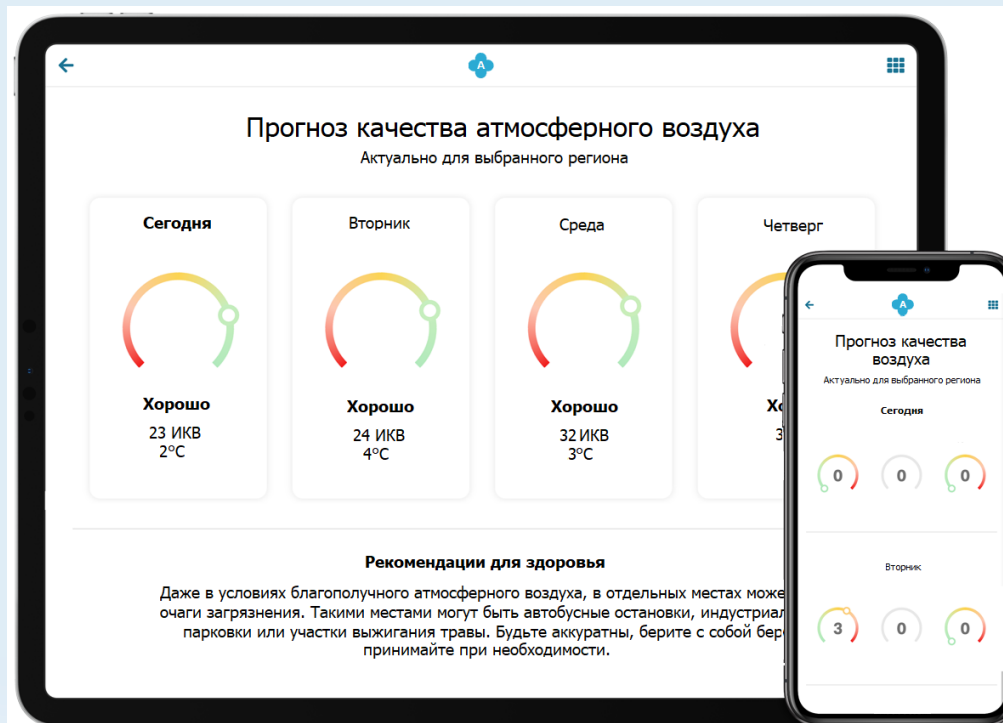 A
Прогноз качества атмосферного воздуха
Актуально для выбранного региона
Сегодня
Вторник
Среда
Четверг
Хорошо
Хорошо
Хорошо
23 ИКВ
24 ИКВ
32 ИКВ
2°C
4°C
3°C
Рекомендации для здоровья
Даже в условиях благополучного атмосферного воздуха, в отдельных местах
очаги загрязнения. Такими местами могут быть автобусные остановки,
парковки или участки выжигания травы. Будьте аккуратны, берите с собой
принимайте при необходимости.
A
Прогноз качества
воздуха
Актуально для выбранного региона
Сегодня
0 0 0
Вторник
3 0 0